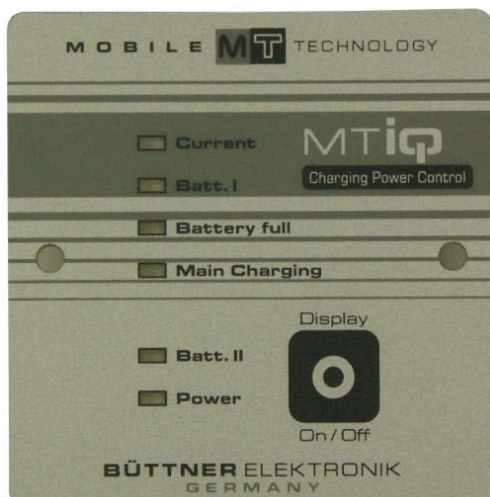 MOBILE MT TECHNOLOGY
Current
MTiQ
Charging Power Control
Batt. I
Battery full
Main Charging
Display
Batt. II
Power
On / Off
BÜTTNER ELEKTRONIK
GERMANY